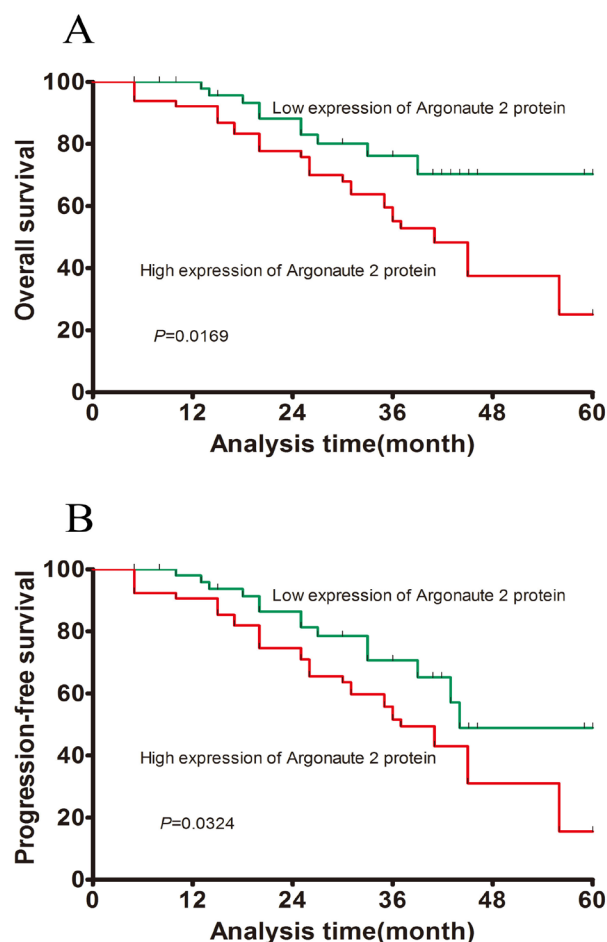 A
100
80
60
40
20
0
Overall survival
Low expression of Argonaute 2 protein
High expression of Argonaute 2 protein
P=0.0169
0 12 24 36 48 60
Analysis time(month)
B
100
80
60
40
20
0
Progression-free survival
Low expression of Argonaute 2 protein
High expression of Argonaute 2 protein
P=0.0324
0 12 24 36 48 60
Analysis time(month)